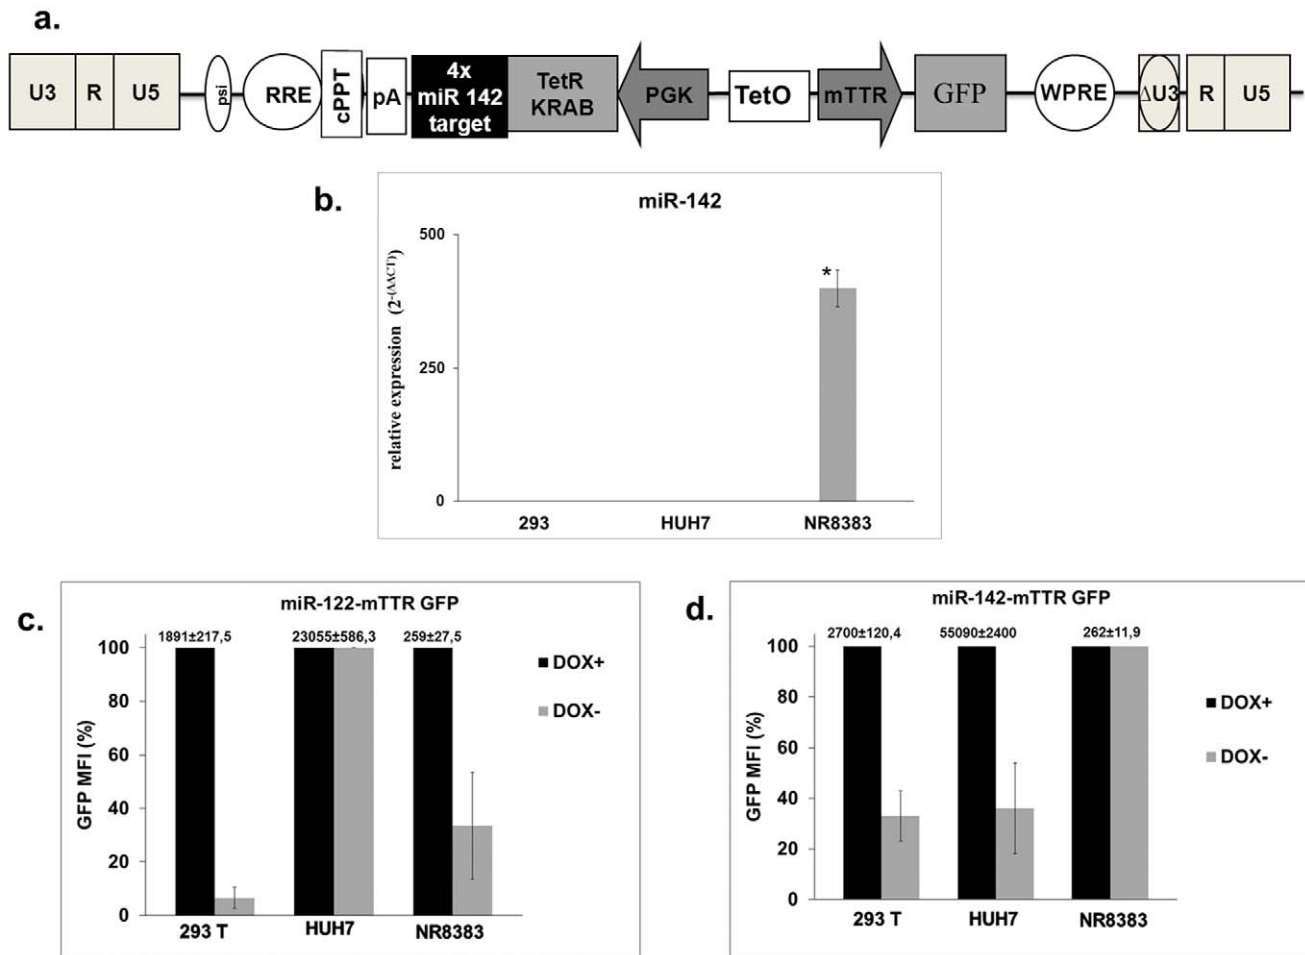 a.
U3 R U5 psi RRE cPPT pA 4x miR 142 target TetR KRAB PGK TetO mTTR GFP WPRE ΔU3 R U5
b.
miR-142
relative expression (2-(ΔΔCT))
500
250
0
293 HUH7 NR8383
c.
miR-122-mTTR GFP
1891±217,5 23055±586,3 259±27,5
GFP MFI (%)
100
80
60
40
20
0
*
DOX+
DOX-
293 T HUH7 NR8383
d.
miR-142-mTTR GFP
2700±120,4 55090±2400 262±11,9
GFP MFI (%)
100
80
60
40
20
0
DOX+
DOX-
293 T HUH7 NR8383